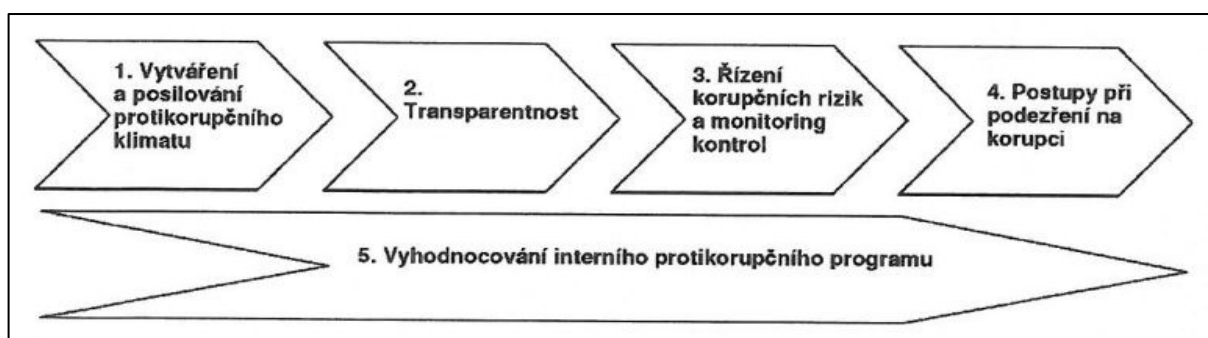 1. Vytváření
a posilování
protikorupčního
klimatu
2.
Transparentnost
3. Řízení
korupčních rizik
a monitoring
kontrol
4. Postupy při
podezření na
korupci
5. Vyhodnocování interního protikorupčního programu